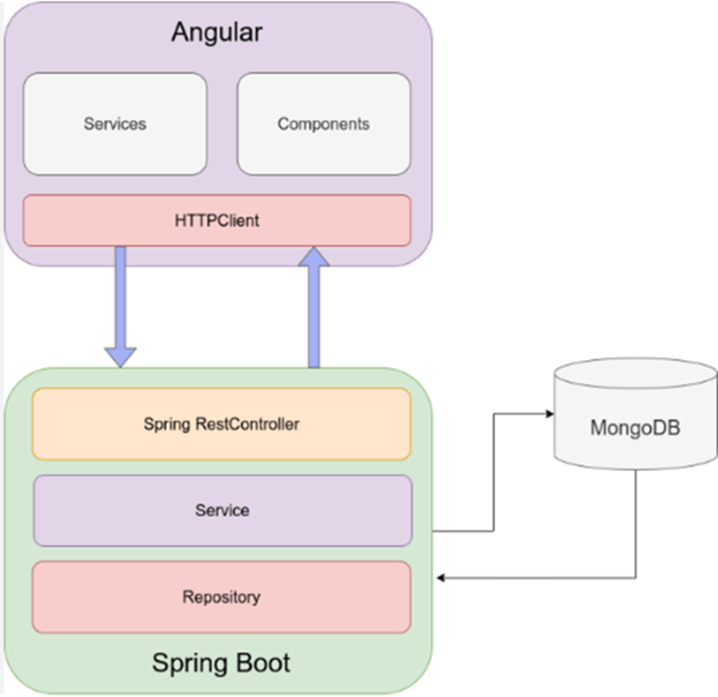 Angular
Services
Components
HTTPClient
Spring RestController
MongoDB
Service
Repository
Spring Boot